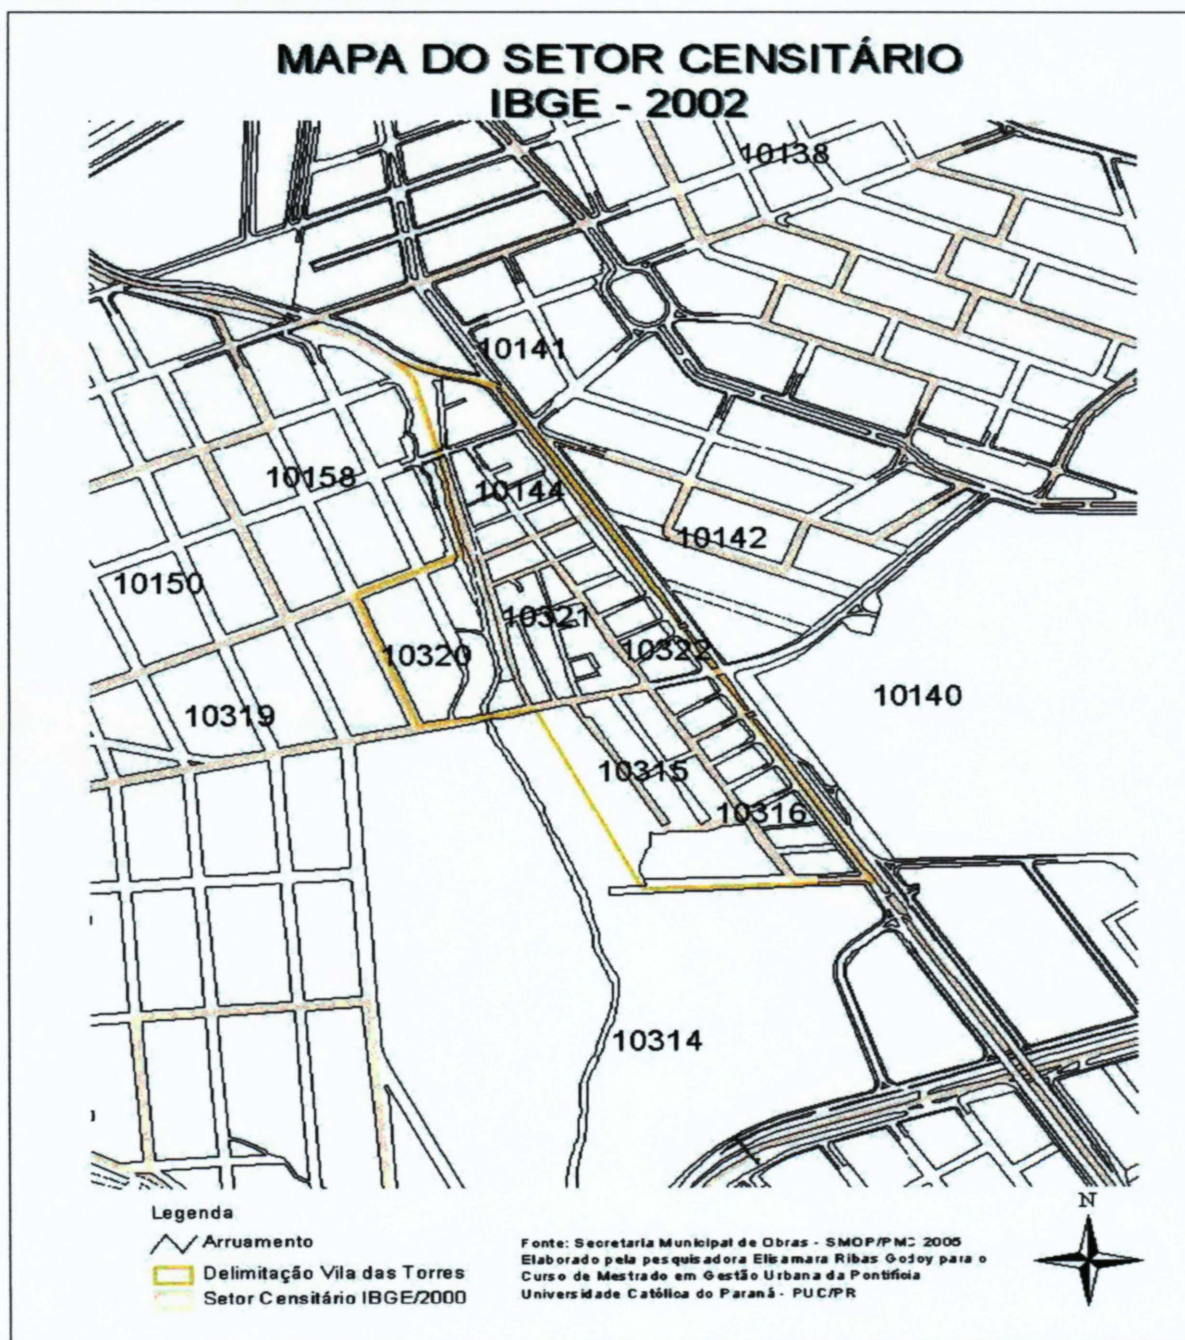 MAPA DO SETOR CENSITÁRIO
IBGE - 2002
10138
10141
10158
10144
10142
10150
10321
10320
10322
10140
10319
10315
10316
10314
N
Legenda
Arruamento
Delimitação Vila das Torres
Setor Censitário IBGE/2000
Fonte: Secretaria Municipal de Obras - SMOP/PMC 2005
Elaborado pela pesquisadora Elisamara Ribas Godoy para o
Curso de Mestrado em Gestão Urbana da Pontifícia
Universidade Católica do Paraná - PUC/PR